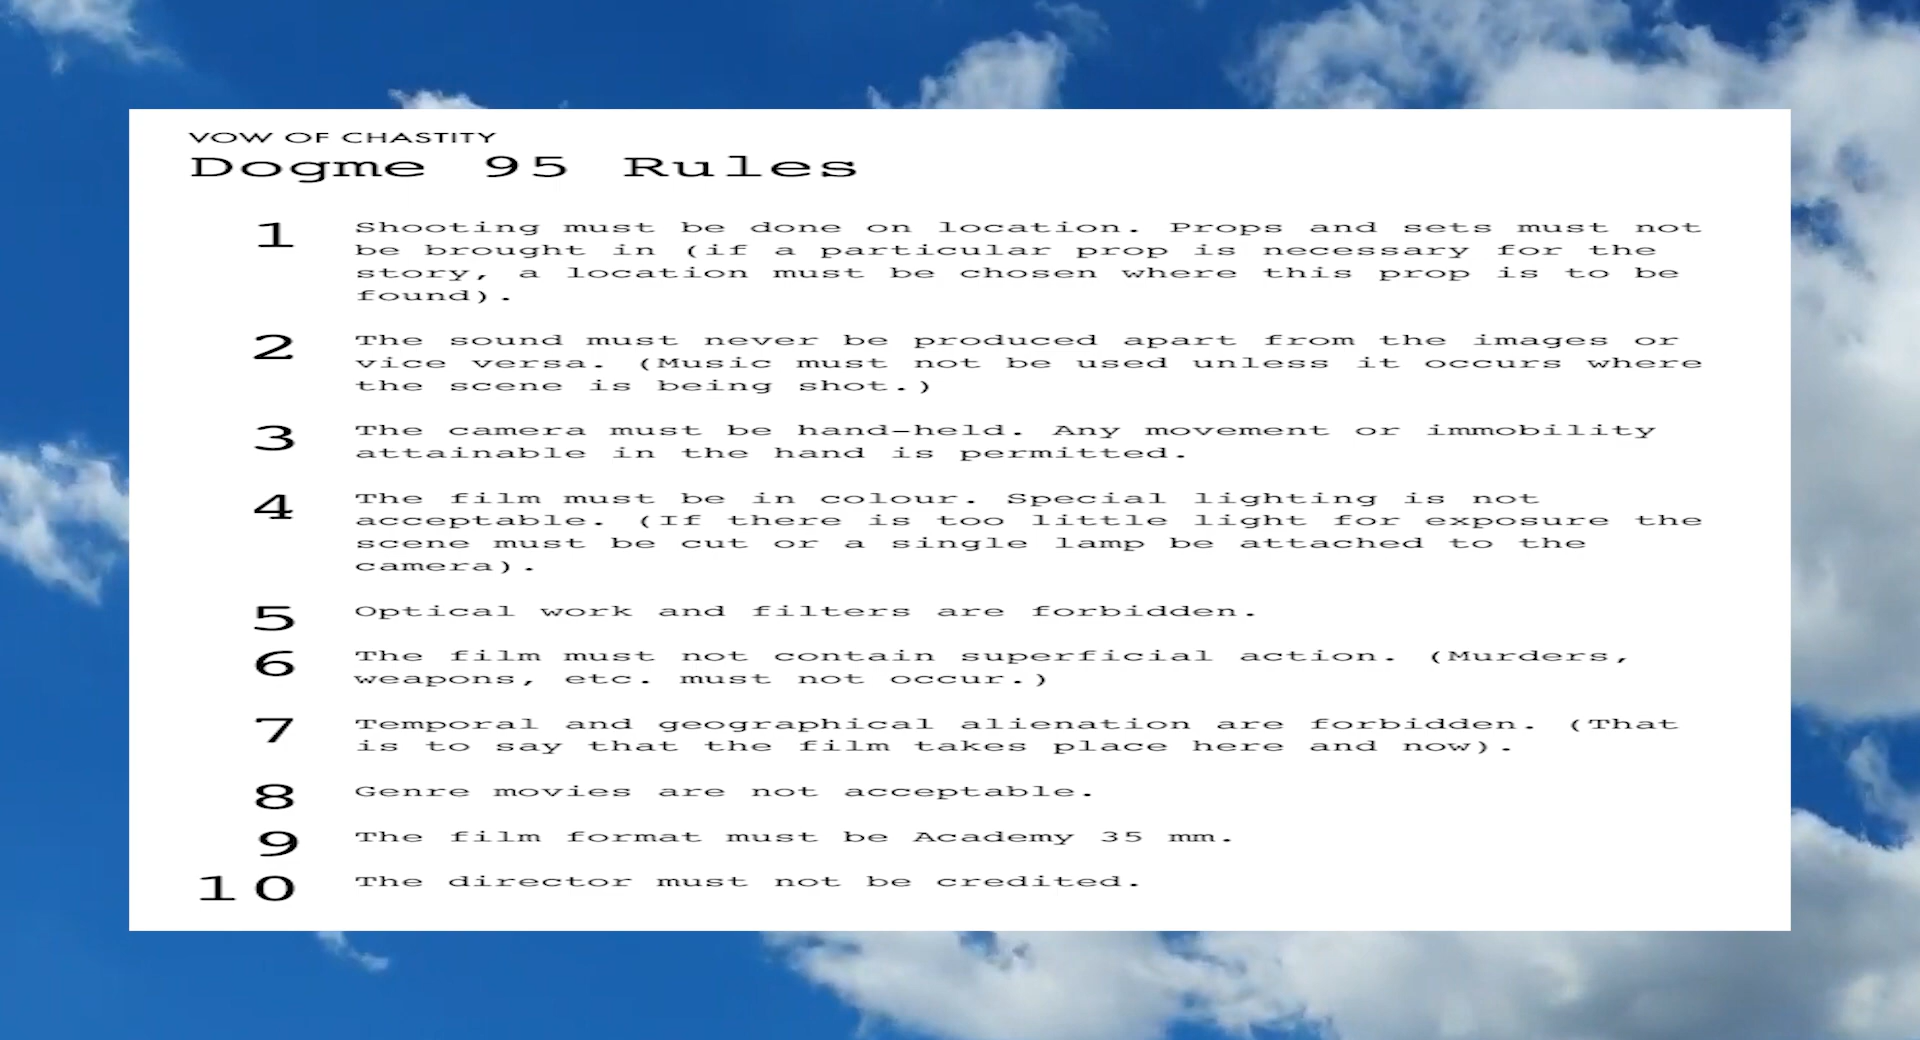 VOW OF CHASTITY
Dogme 95 Rules
1 Shooting must be done on location. Props and sets must not
be brought in (if a particular prop is necessary for the
story, a location must be chosen where this prop is to be
found).
2 The sound must never be produced apart from the images or
vice versa. (Music must not be used unless it occurs where
the scene is being shot.)
3 The camera must be hand-held. Any movement or immobility
attainable in the hand is permitted.
4 The film must be in colour. Special lighting is not
acceptable. (If there is too little light for exposure the
scene must be cut or a single lamp be attached to the
camera).
5 Optical work and filters are forbidden.
6 The film must not contain superficial action. (Murders,
weapons, etc. must not occur.)
7 Temporal and geographical alienation are forbidden. (That
is to say that the film takes place here and now).
8 Genre movies are not acceptable.
9 The film format must be Academy 35 mm.
10 The director must not be credited.